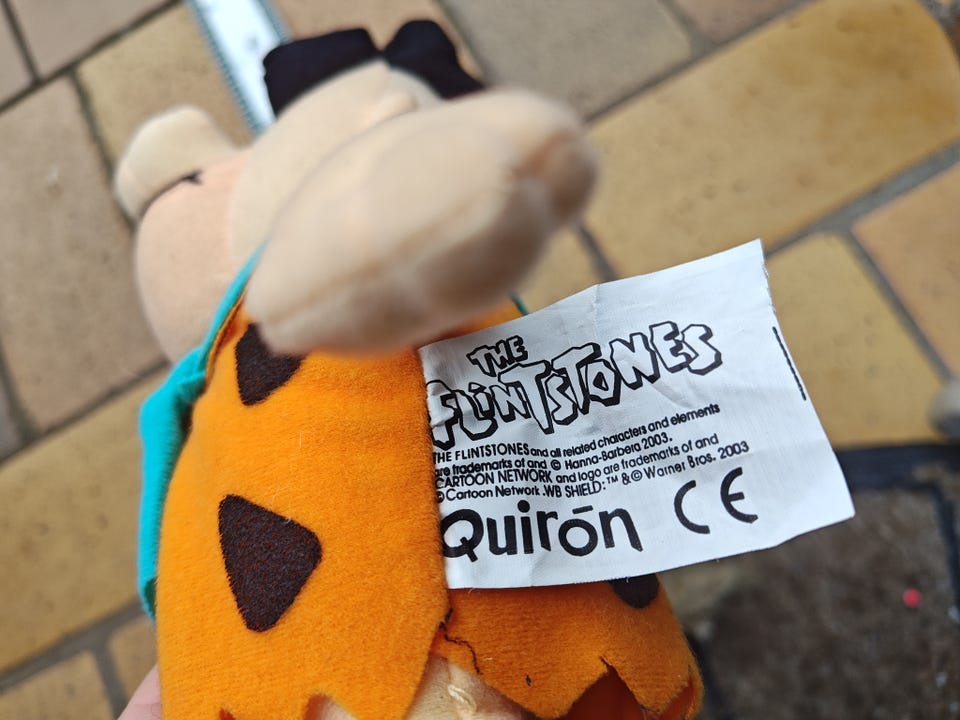 THE
FLINTSTONES
THE FLINTSTONES and all related characters and elements
are trademarks of and © Hanna-Barbera 2003.
CARTOON NETWORK and logo are trademarks of and
© Cartoon Network. WB SHIELD: ™ & © Warner Bros. 2003
Quirōn CE